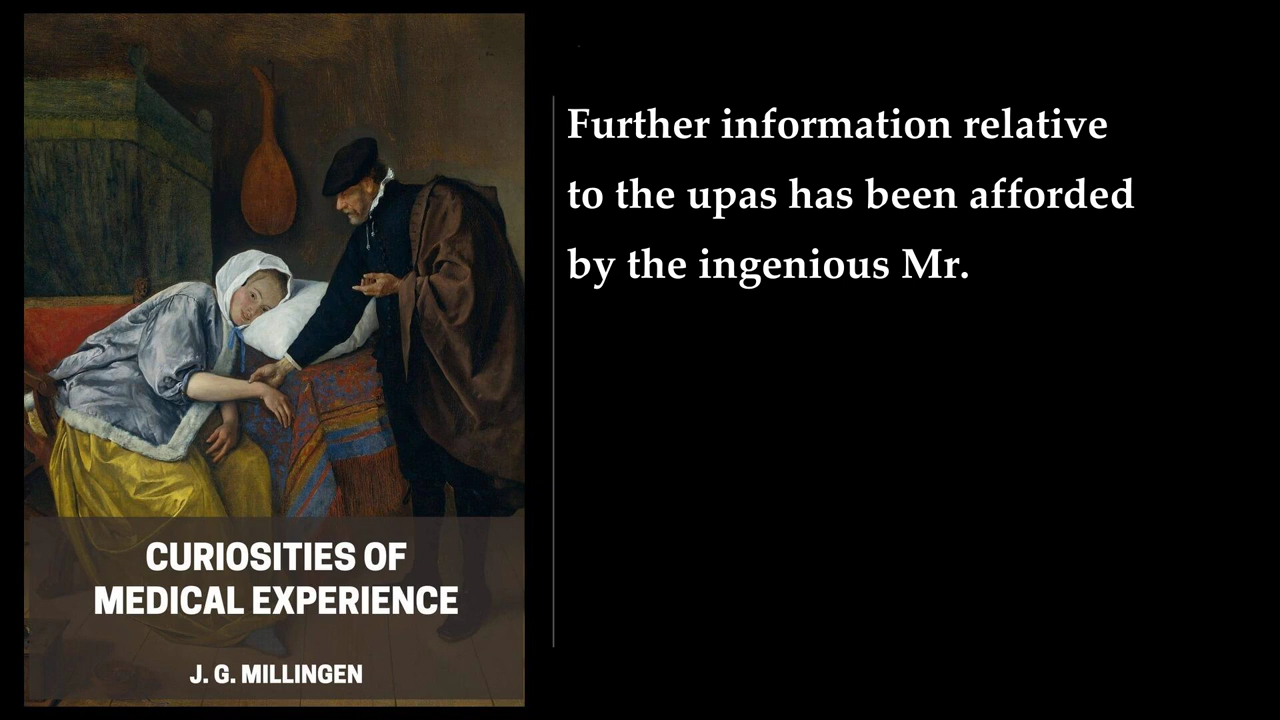 Further information relative
to the upas has been afforded
by the ingenious Mr.
CURIOSITIES OF
MEDICAL EXPERIENCE
J. G. MILLINGEN